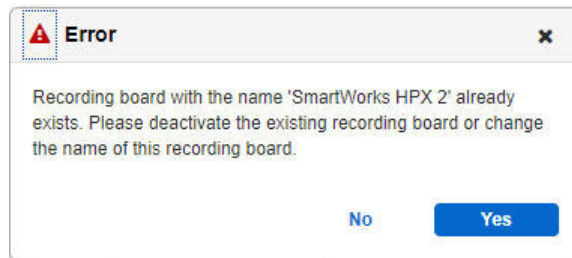 Error
Recording board with the name 'SmartWorks HPX 2' already
exists. Please deactivate the existing recording board or change
the name of this recording board.
No Yes